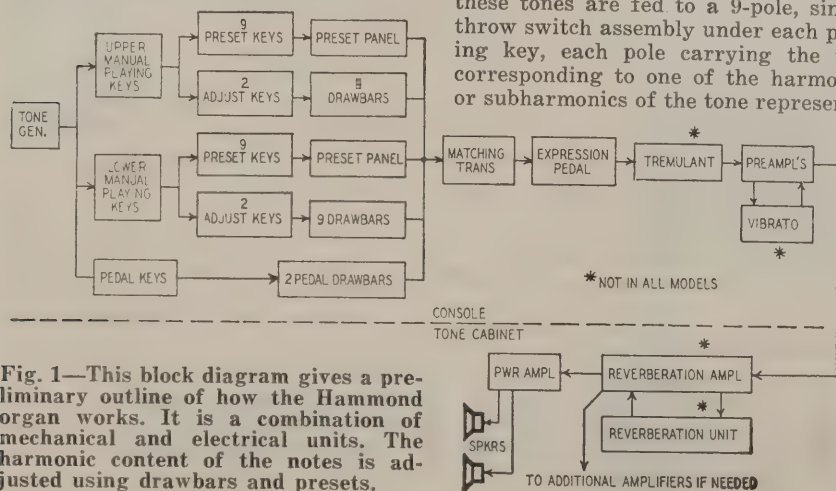 these tones are fed to a 9-pole, sin
throw switch assembly under each p
ing key, each pole carrying the
corresponding to one of the harmo
or subharmonics of the tone represe
TONE
GEN.
UPPER
MANUAL
PLAYING
KEYS
9
PRESET KEYS
PRESET PANEL
2
ADJUST KEYS
9
DRAWBARS
LOWER
MANUAL
PLAYING
KEYS
9
PRESET KEYS
PRESET PANEL
2
ADJUST KEYS
9 DRAWBARS
PEDAL KEYS
2 PEDAL DRAWBARS
MATCHING
TRANS
EXPRESSION
PEDAL
*
TREMULANT
PREAMPL'S
VIBRATO
*
*NOT IN ALL MODELS
CONSOLE
TONE CABINET
PWR AMPL
*
REVERBERATION AMPL
*
REVERBERATION UNIT
SPKRS
TO ADDITIONAL AMPLIFIERS IF NEEDED
Fig. 1—This block diagram gives a pre-
liminary outline of how the Hammond
organ works. It is a combination of
mechanical and electrical units. The
harmonic content of the notes is ad-
justed using drawbars and presets.